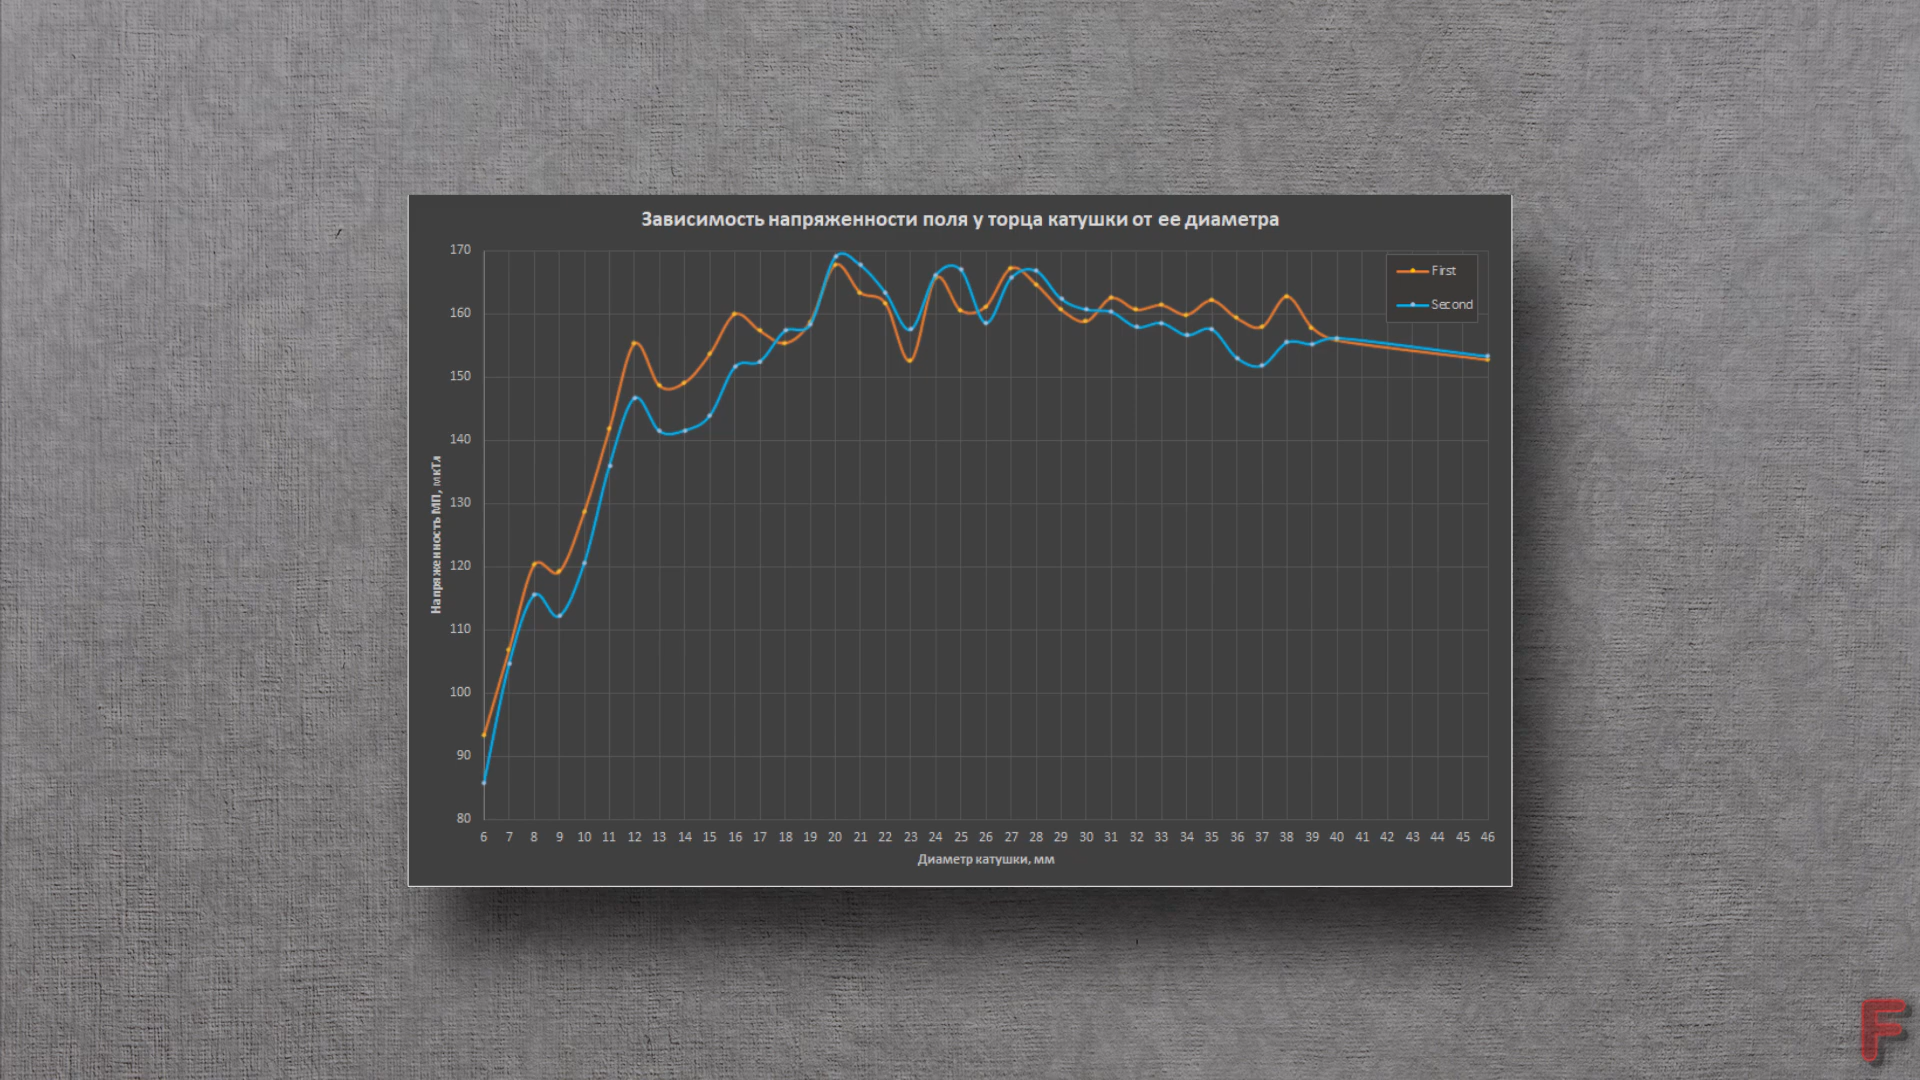 Зависимость напряженности поля у торца катушки от ее диаметра
170
160
150
140
130
120
110
100
90
80
Напряженность МП, мкТл
First
Second
6 7 8 9 10 11 12 13 14 15 16 17 18 19 20 21 22 23 24 25 26 27 28 29 30 31 32 33 34 35 36 37 38 39 40 41 42 43 44 45 46
Диаметр катушки, мм
F